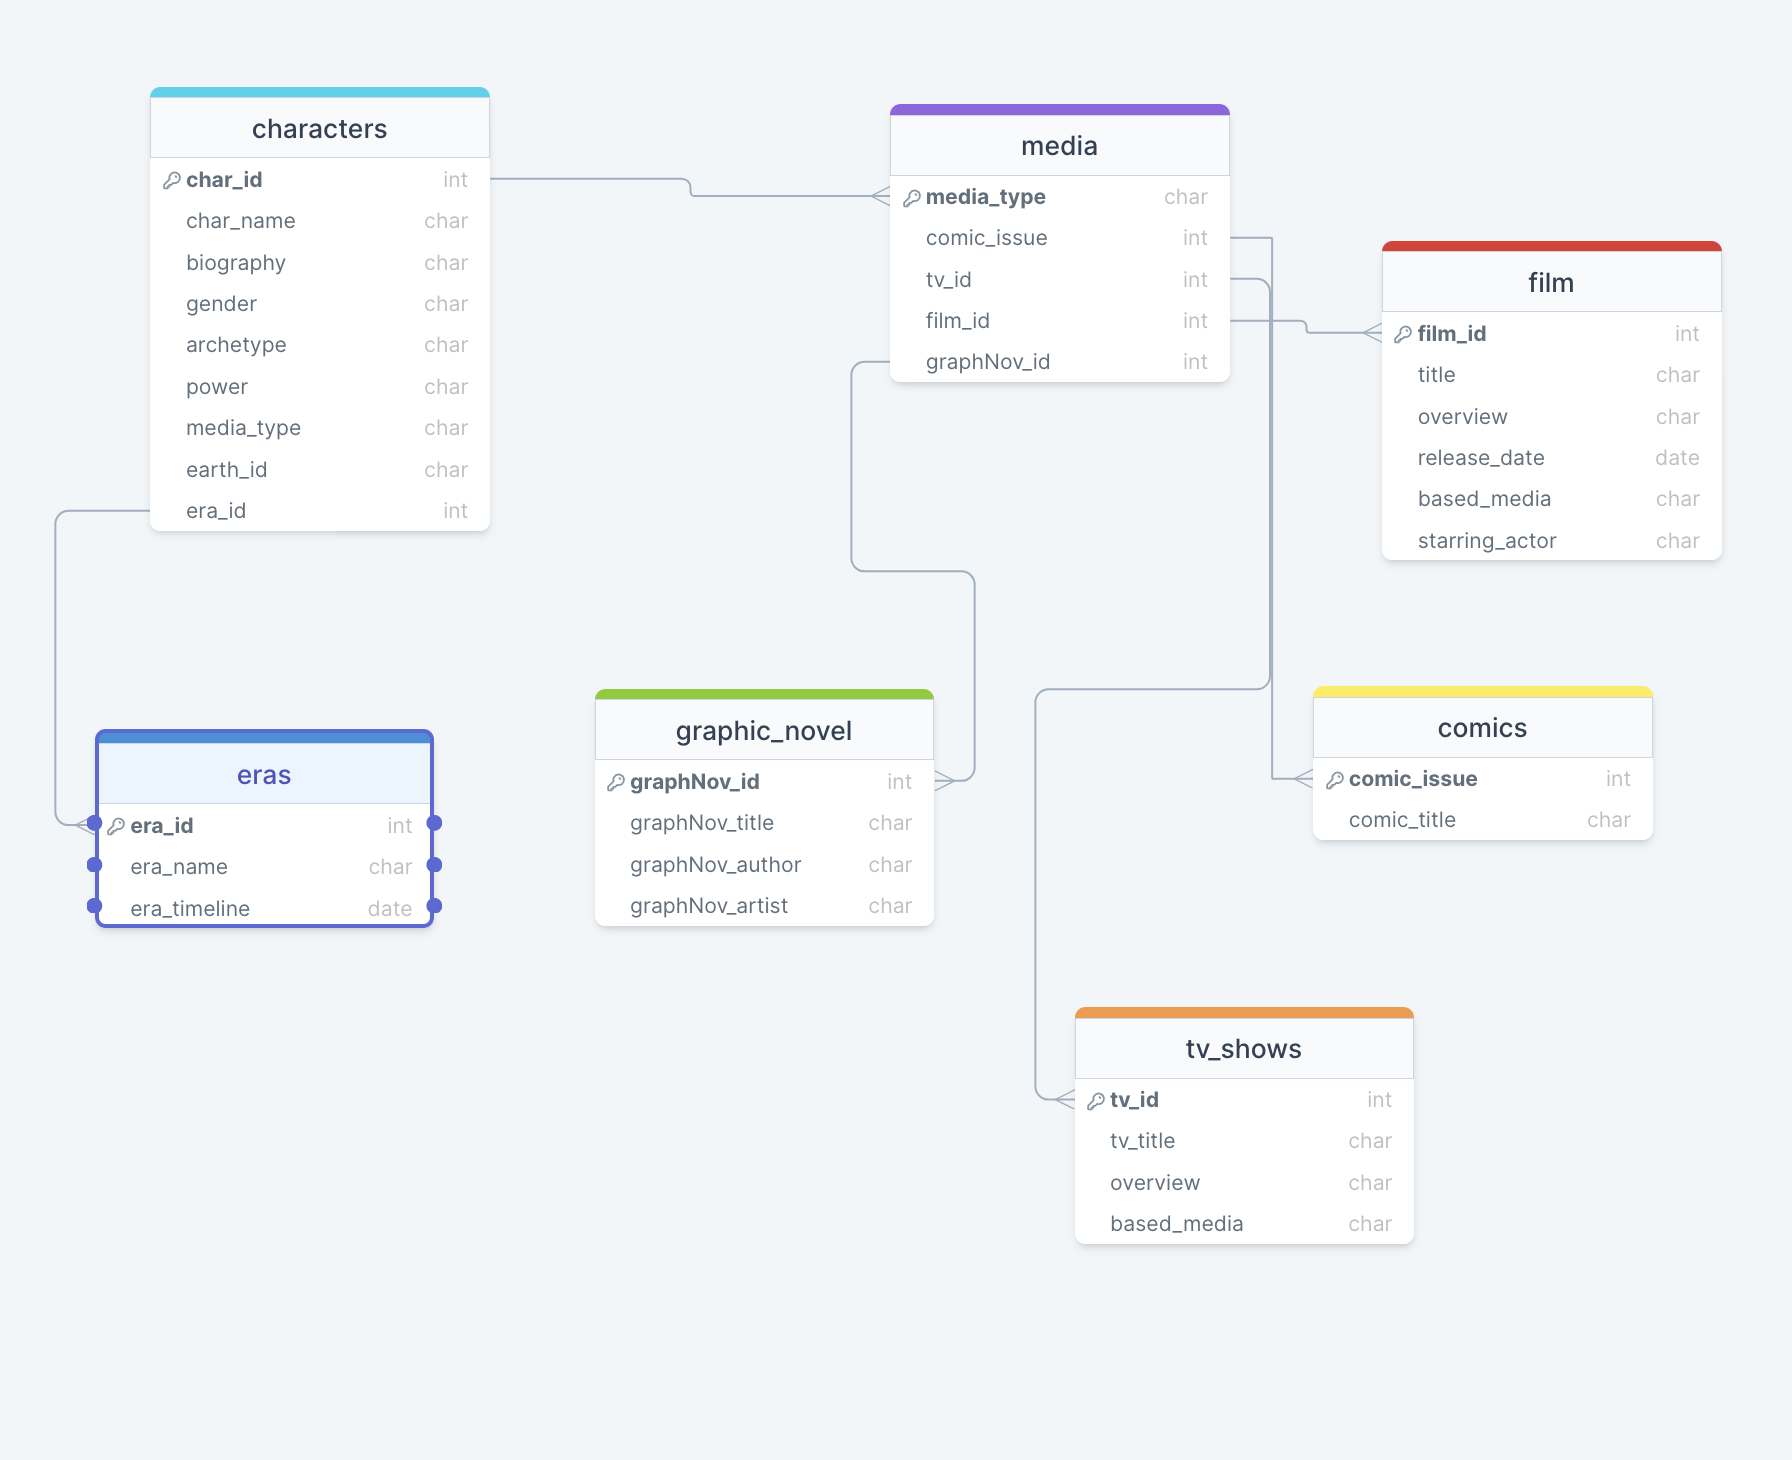 characters
char_id int
char_name char
biography char
gender char
archetype char
power char
media_type char
earth_id char
era_id int
media
media_type char
comic_issue int
tv_id int
film_id int
graphNov_id int
film
film_id int
title char
overview char
release_date date
based_media char
starring_actor char
eras
era_id int
era_name char
era_timeline date
graphic_novel
graphNov_id int
graphNov_title char
graphNov_author char
graphNov_artist char
comics
comic_issue int
comic_title char
tv_shows
tv_id int
tv_title char
overview char
based_media char